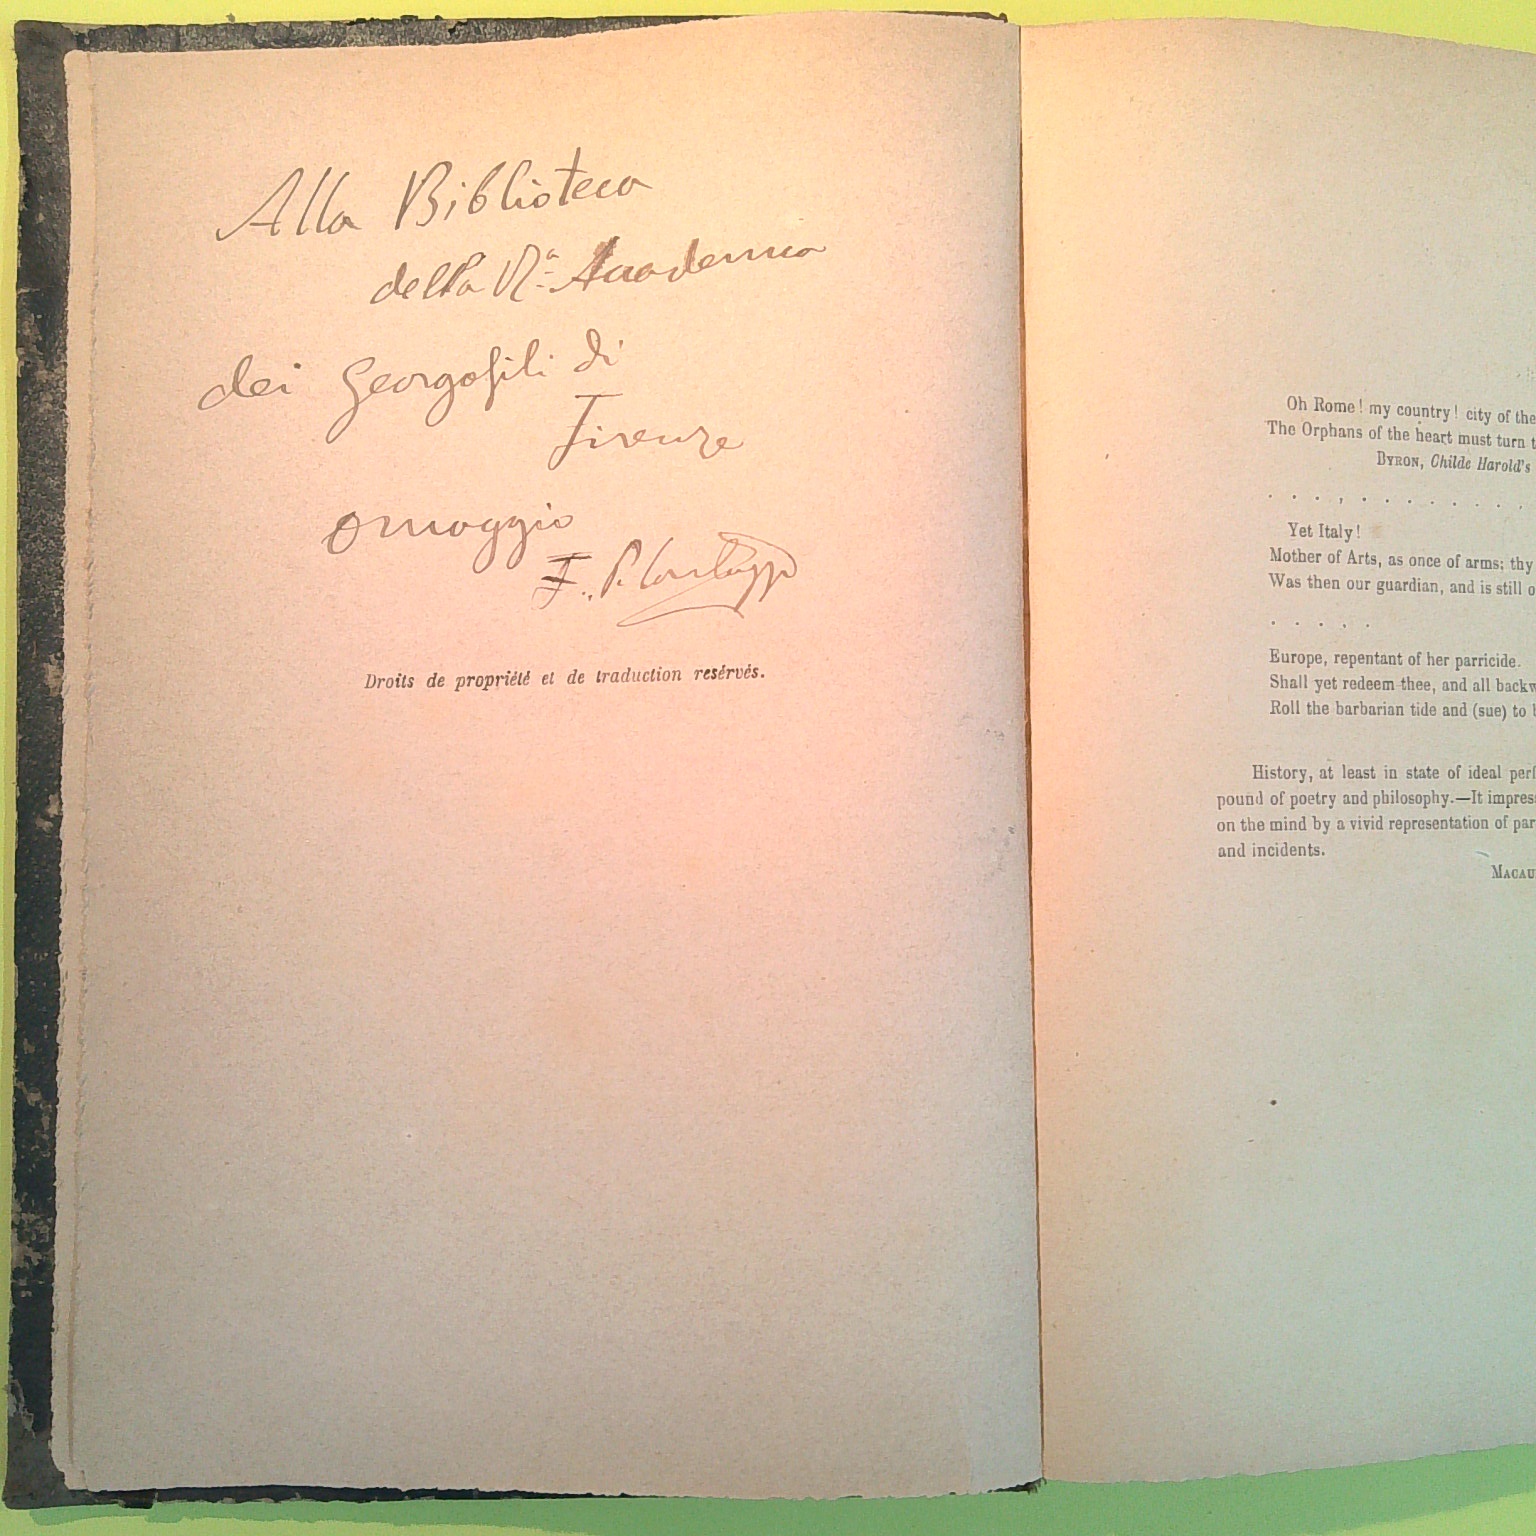 Alla Biblioteca
della Rª Accademia
dei Georgofili di
Firenze
omaggio
F. P.
Droits de propriété et de traduction resérvés.
Oh Rome! my country! city of the
The Orphans of the heart must turn t
BYRON, Childe Harold's
. . . , . . . . . . .
Yet Italy!
Mother of Arts, as once of arms; thy
Was then our guardian, and is still o
. . . . .
Europe, repentant of her parricide.
Shall yet redeem thee, and all backw
Roll the barbarian tide and (sue) to b
History, at least in state of ideal perf
pound of poetry and philosophy.—It impress
on the mind by a vivid representation of par
and incidents.
MACAU